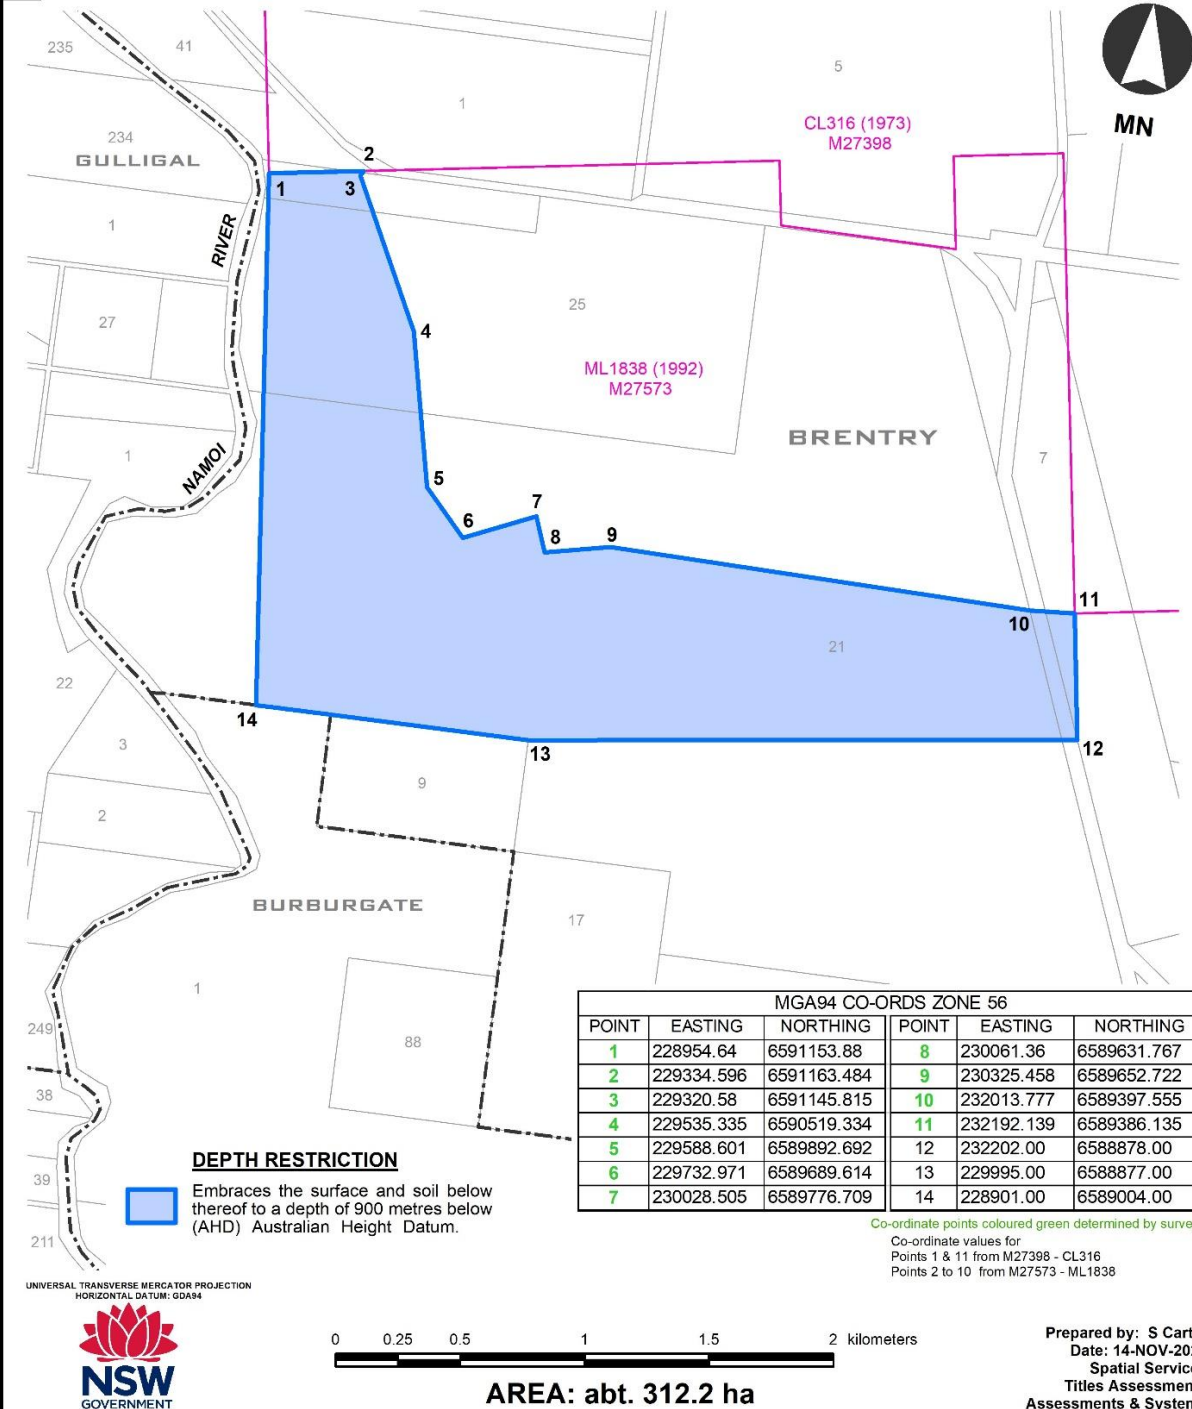 235
41
1
5
CL316 (1973)
M27398
MN
234
GULLIGAL
2
1
3
1
RIVER
25
27
4
ML1838 (1992)
M27573
BRENTRY
1
7
NAMOI
5
7
6
8
9
11
10
21
22
14
3
13
12
9
2
BURBURGATE
17
1
249
88
38
39
211
MGA94 CO-ORDS ZONE 56
POINT EASTING NORTHING POINT EASTING NORTHING
1 228954.64 6591153.88 8 230061.36 6589631.767
2 229334.596 6591163.484 9 230325.458 6589652.722
3 229320.58 6591145.815 10 232013.777 6589397.555
4 229535.335 6590519.334 11 232192.139 6589386.135
5 229588.601 6589892.692 12 232202.00 6588878.00
6 229732.971 6589689.614 13 229995.00 6588877.00
7 230028.505 6589776.709 14 228901.00 6589004.00
Co-ordinate points coloured green determined by surve
Co-ordinate values for
Points 1 & 11 from M27398 - CL316
Points 2 to 10 from M27573 - ML1838
DEPTH RESTRICTION
Embraces the surface and soil below
thereof to a depth of 900 metres below
(AHD) Australian Height Datum.
UNIVERSAL TRANSVERSE MERCATOR PROJECTION
HORIZONTAL DATUM: GDA94
NSW
GOVERNMENT
0 0.25 0.5 1 1.5 2 kilometers
AREA: abt. 312.2 ha
Prepared by: S Cart
Date: 14-NOV-20
Spatial Service
Titles Assessmen
Assessments & System